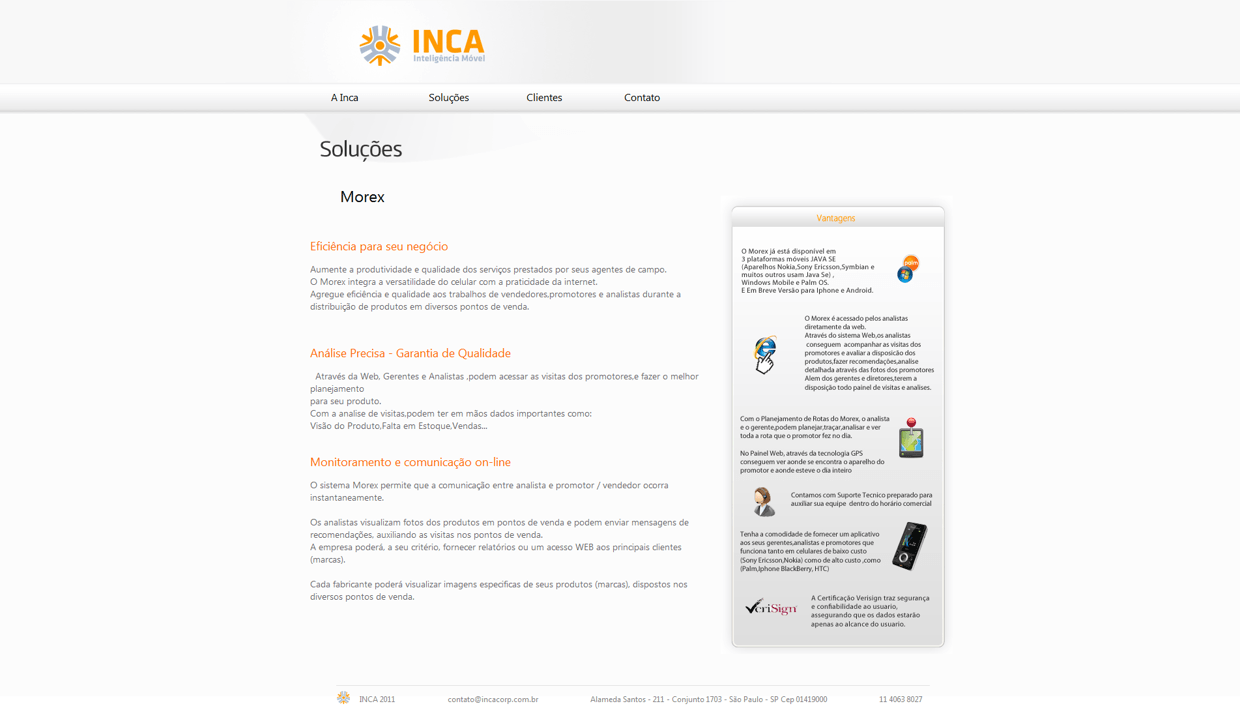 INCA
Inteligência Móvel
A Inca
Soluções
Clientes
Contato
Soluções
Morex
Eficiência para seu negócio
Aumente a produtividade e qualidade dos serviços prestados por seus agentes de campo.
O Morex integra a versatilidade do celular com a praticidade da internet.
Agregue eficiência e qualidade aos trabalhos de vendedores,promotores e analistas durante a
distribuição de produtos em diversos pontos de venda.
Análise Precisa - Garantia de Qualidade
Através da Web, Gerentes e Analistas ,podem acessar as visitas dos promotores,e fazer o melhor
planejamento
para seu produto.
Com a analise de visitas,podem ter em mãos dados importantes como:
Visão do Produto,Falta em Estoque,Vendas...
Monitoramento e comunicação on-line
O sistema Morex permite que a comunicação entre analista e promotor / vendedor ocorra
instantaneamente.
Os analistas visualizam fotos dos produtos em pontos de venda e podem enviar mensagens de
recomendações, auxiliando as visitas nos pontos de venda.
A empresa poderá, a seu critério, fornecer relatórios ou um acesso WEB aos principais clientes
(marcas).
Cada fabricante poderá visualizar imagens especificas de seus produtos (marcas), dispostos nos
diversos pontos de venda.
Vantagens
O Morex já está disponível em
3 plataformas móveis JAVA SE
(Aparelhos Nokia,Sony Ericsson,Symbian e
muitos outros usam Java Se) ,
Windows Mobile e Palm OS.
E Em Breve Versão para Iphone e Android.
palm
O Morex é acessado pelos analistas
diretamente da web.
Através do sistema Web,os analistas
conseguem acompanhar as visitas dos
promotores e avaliar a disposicão dos
produtos,fazer recomendações,analise
detalhada através das fotos dos promotores
Alem dos gerentes e diretores,terem a
disposição todo painel de visitas e analises.
Com o Planejamento de Rotas do Morex, o analista
e o gerente,podem planejar,traçar,analisar e ver
toda a rota que o promotor fez no dia.
No Painel Web, através da tecnologia GPS
conseguem ver aonde se encontra o aparelho do
promotor e aonde esteve o dia inteiro
Contamos com Suporte Tecnico preparado para
auxiliar sua equipe dentro do horário comercial
Tenha a comodidade de fornecer um aplicativo
aos seus gerentes,analistas e promotores que
funciona tanto em celulares de baixo custo
(Sony Ericsson,Nokia) como de alto custo ,como
(Palm,Iphone BlackBerry, HTC)
VeriSign
A Certificação Verisign traz segurança
e confiabilidade ao usuario,
assegurando que os dados estarão
apenas ao alcance do usuario.
INCA 2011
contato@incacorp.com.br
Alameda Santos - 211 - Conjunto 1703 - São Paulo - SP Cep 01419000
11 4063 8027